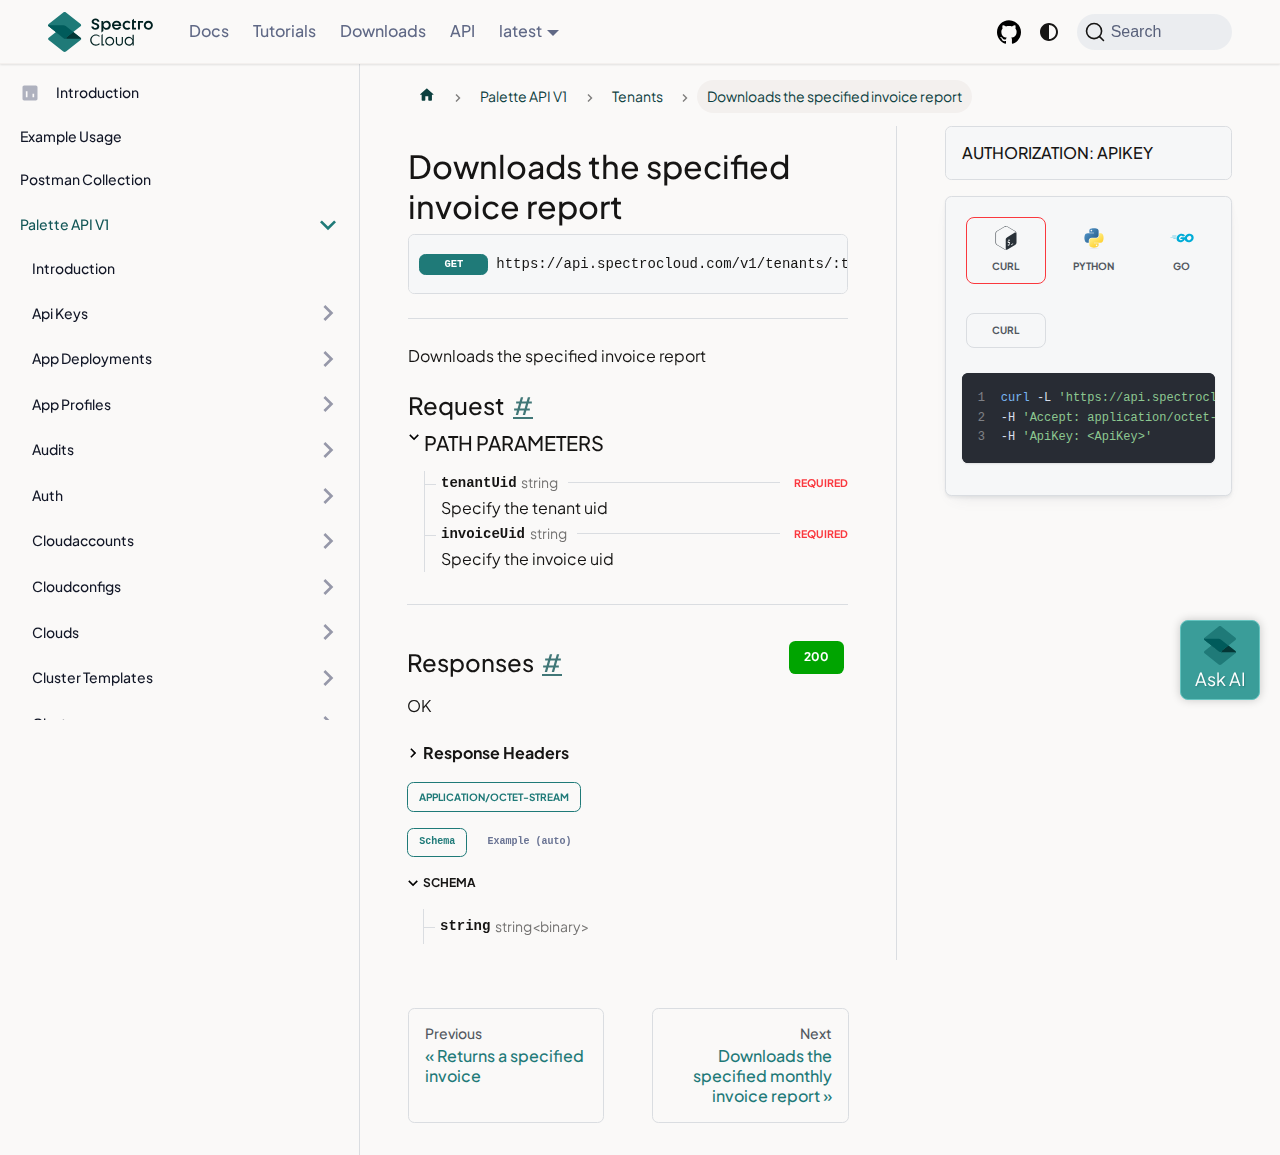 Spectro Cloud
Docs
Tutorials
Downloads
API
latest
Search
Introduction
Example Usage
Postman Collection
Palette API V1
Introduction
Api Keys
App Deployments
App Profiles
Audits
Auth
Cloudaccounts
Cloudconfigs
Clouds
Cluster Templates
Palette API V1
Tenants
Downloads the specified invoice report
Downloads the specified
invoice report
GET https://api.spectrocloud.com/v1/tenants/:t
Downloads the specified invoice report
Request #
PATH PARAMETERS
tenantUid string REQUIRED
Specify the tenant uid
invoiceUid string REQUIRED
Specify the invoice uid
Responses # 200
OK
Response Headers
APPLICATION/OCTET-STREAM
Schema Example (auto)
SCHEMA
string string<binary>
Previous
« Returns a specified
invoice
Next
Downloads the
specified monthly
invoice report »
AUTHORIZATION: APIKEY
CURL PYTHON GO
CURL
1 curl -L 'https://api.spectrocl
2 -H 'Accept: application/octet-
3 -H 'ApiKey: <ApiKey>'
Ask AI